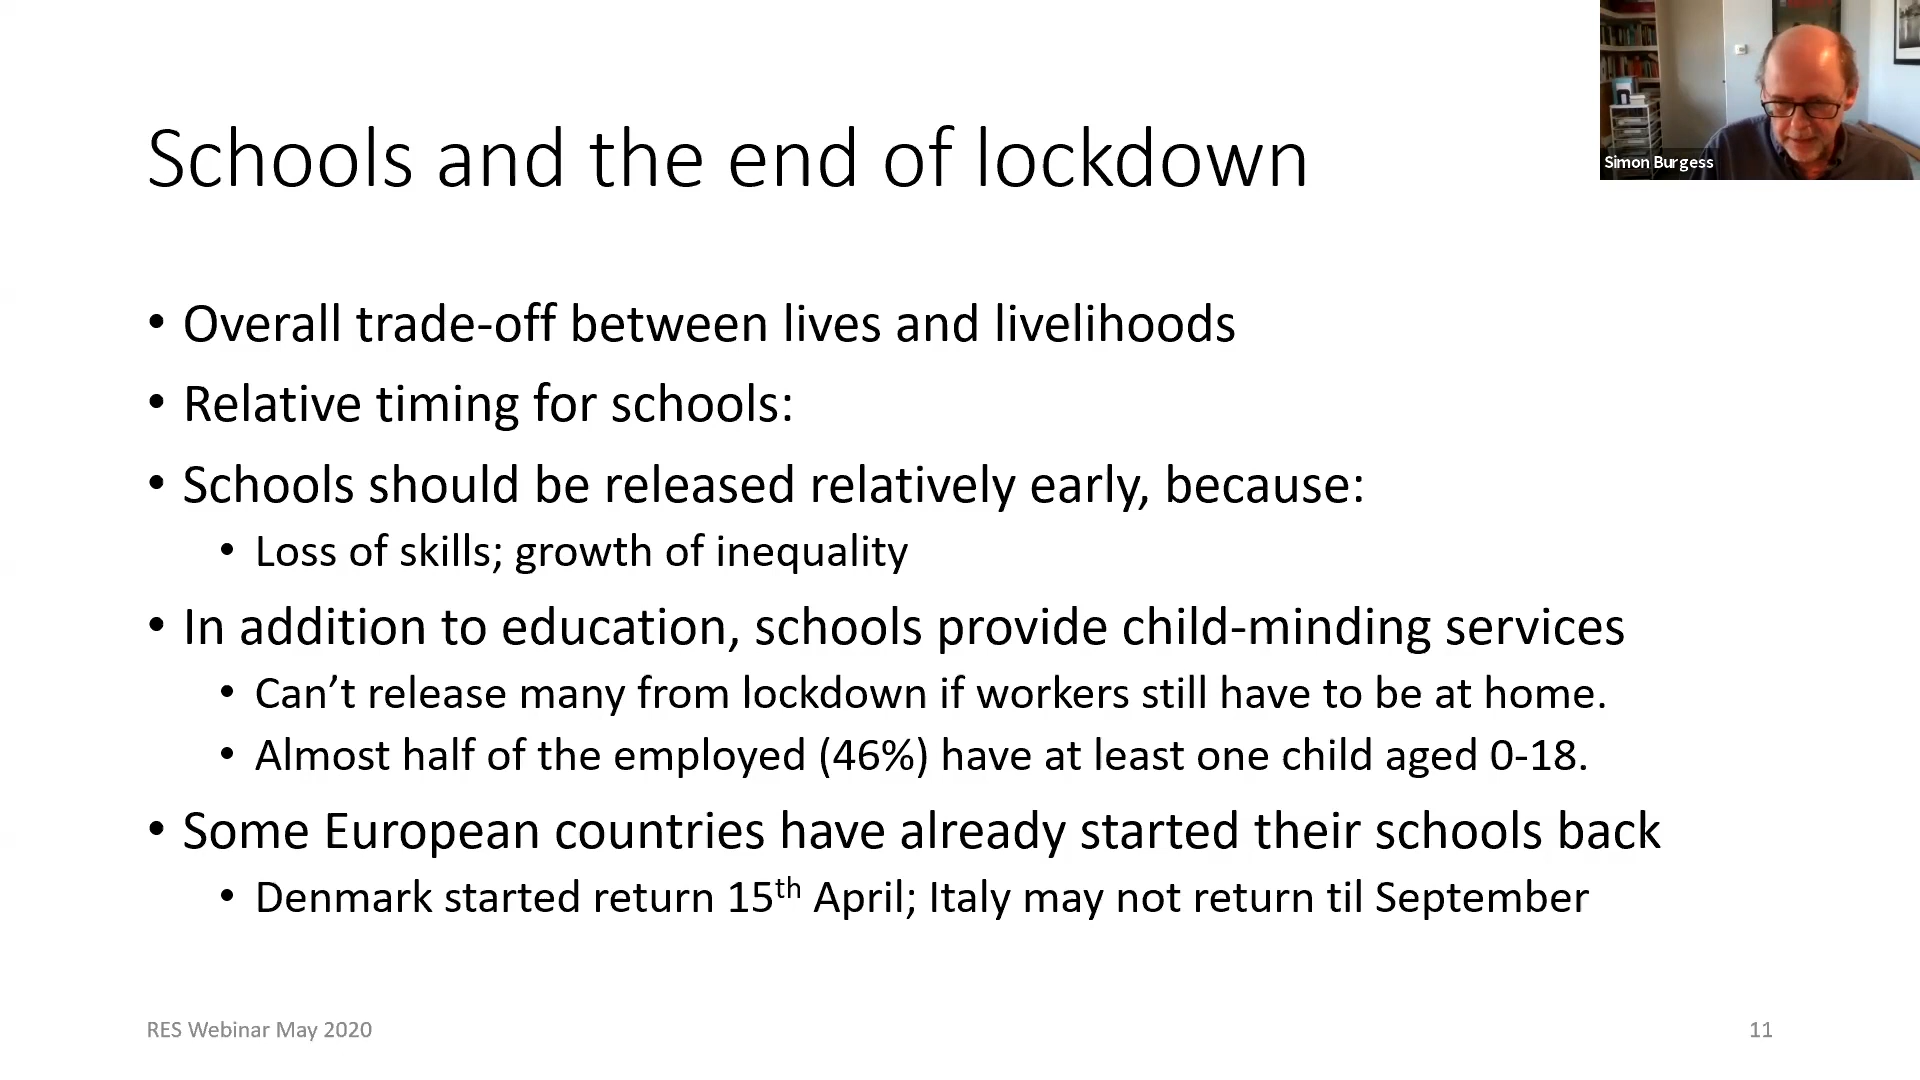 Schools and the end of lockdown
Simon Burgess
• Overall trade-off between lives and livelihoods
• Relative timing for schools:
• Schools should be released relatively early, because:
• Loss of skills; growth of inequality
• In addition to education, schools provide child-minding services
• Can’t release many from lockdown if workers still have to be at home.
• Almost half of the employed (46%) have at least one child aged 0-18.
• Some European countries have already started their schools back
• Denmark started return 15th April; Italy may not return til September
RES Webinar May 2020
11